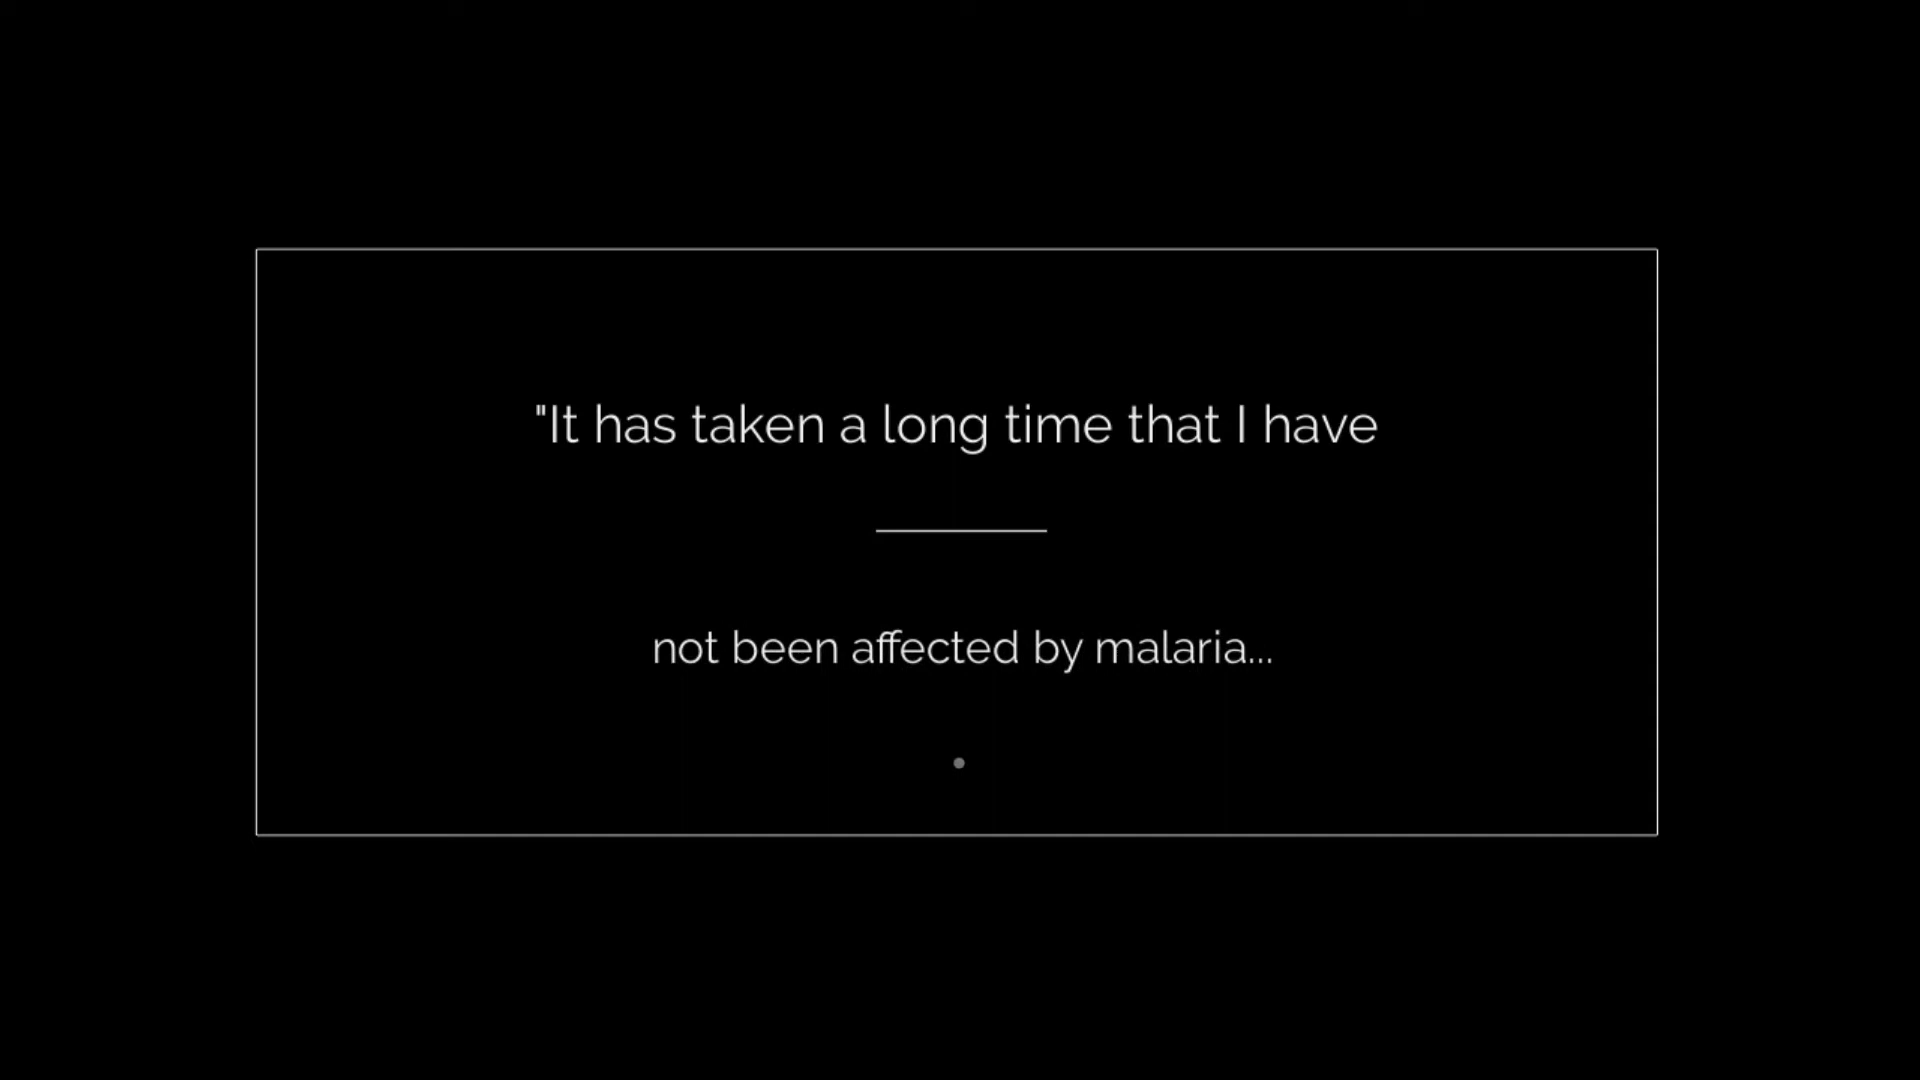 "It has taken a long time that I have
not been affected by malaria...